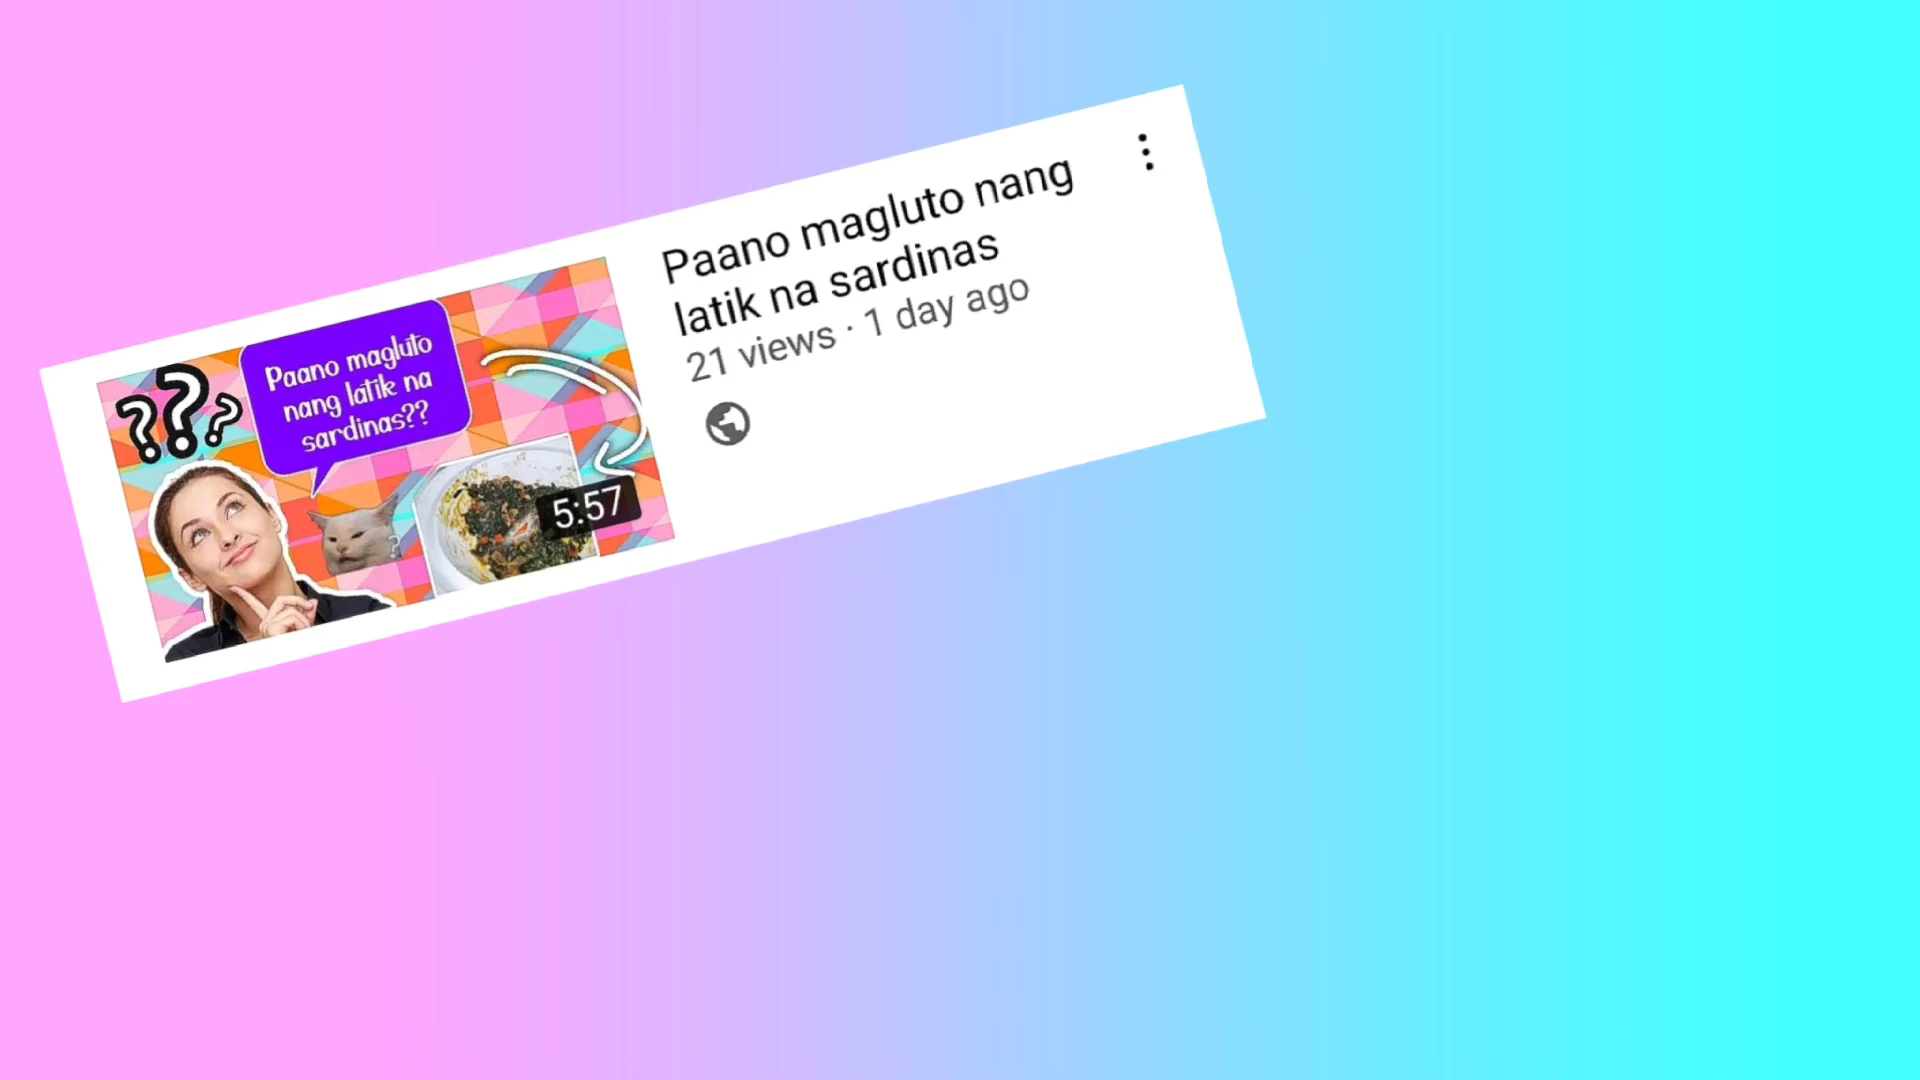 ???
Paano magluto
nang latik na
sardinas??
?
5:57
Paano magluto nang
latik na sardinas
21 views · 1 day ago